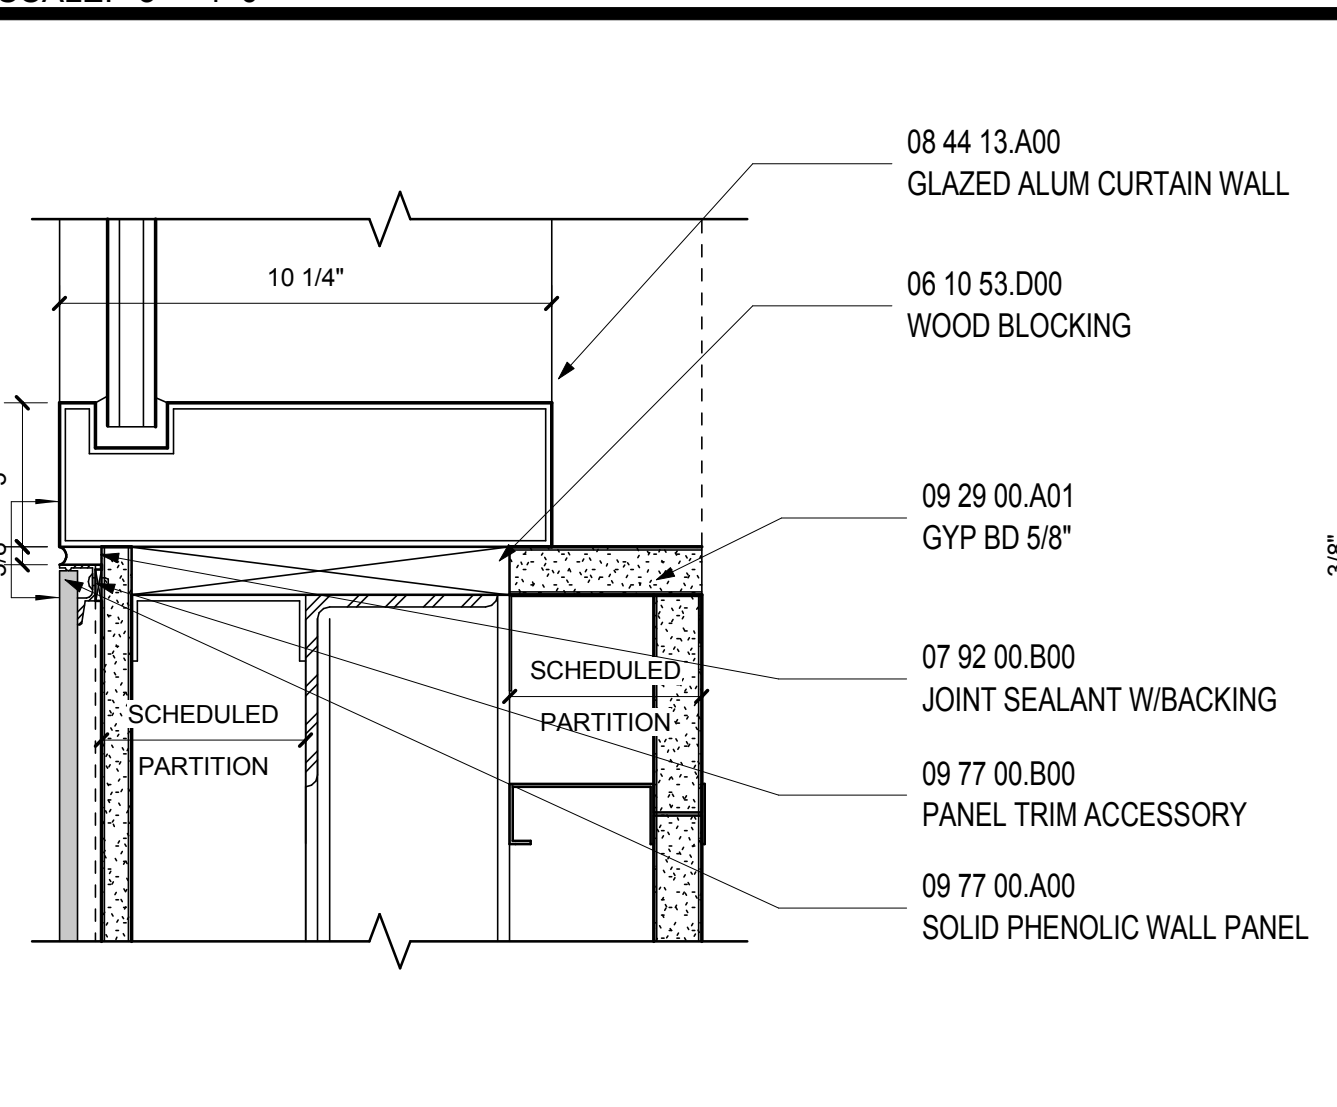 08 44 13.A00
GLAZED ALUM CURTAIN WALL
10 1/4"
06 10 53.D00
WOOD BLOCKING
09 29 00.A01
GYP BD 5/8"
3/8"
SCHEDULED
PARTITION
SCHEDULED
PARTITION
07 92 00.B00
JOINT SEALANT W/BACKING
09 77 00.B00
PANEL TRIM ACCESSORY
09 77 00.A00
SOLID PHENOLIC WALL PANEL